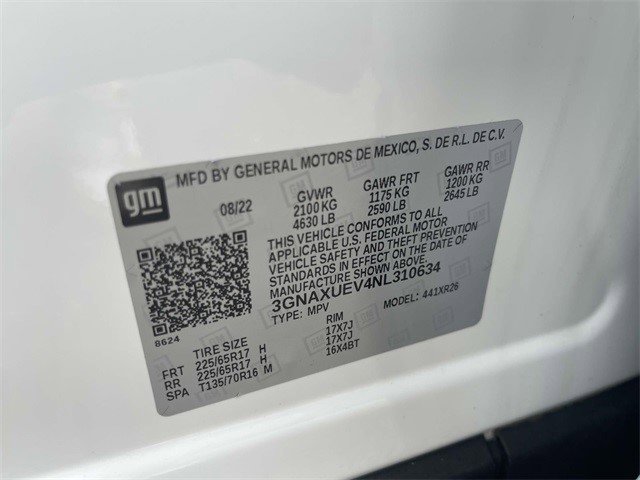 gm
MFD BY GENERAL MOTORS DE MEXICO, S. DE R.L. DE C.V.
08/22 GVWR GAWR FRT GAWR RR
2100 KG 1175 KG 1200 KG
4630 LB 2590 LB 2645 LB
THIS VEHICLE CONFORMS TO ALL
APPLICABLE U.S. FEDERAL MOTOR
VEHICLE SAFETY AND THEFT PREVENTION
STANDARDS IN EFFECT ON THE DATE OF
MANUFACTURE SHOWN ABOVE.
3GNAXUEV4NL310634
TYPE: MPV MODEL: 441XR26
8624
TIRE SIZE RIM
FRT 225/65R17 H 17X7J
RR 225/65R17 H 17X7J
SPA T135/70R16 M 16X4BT